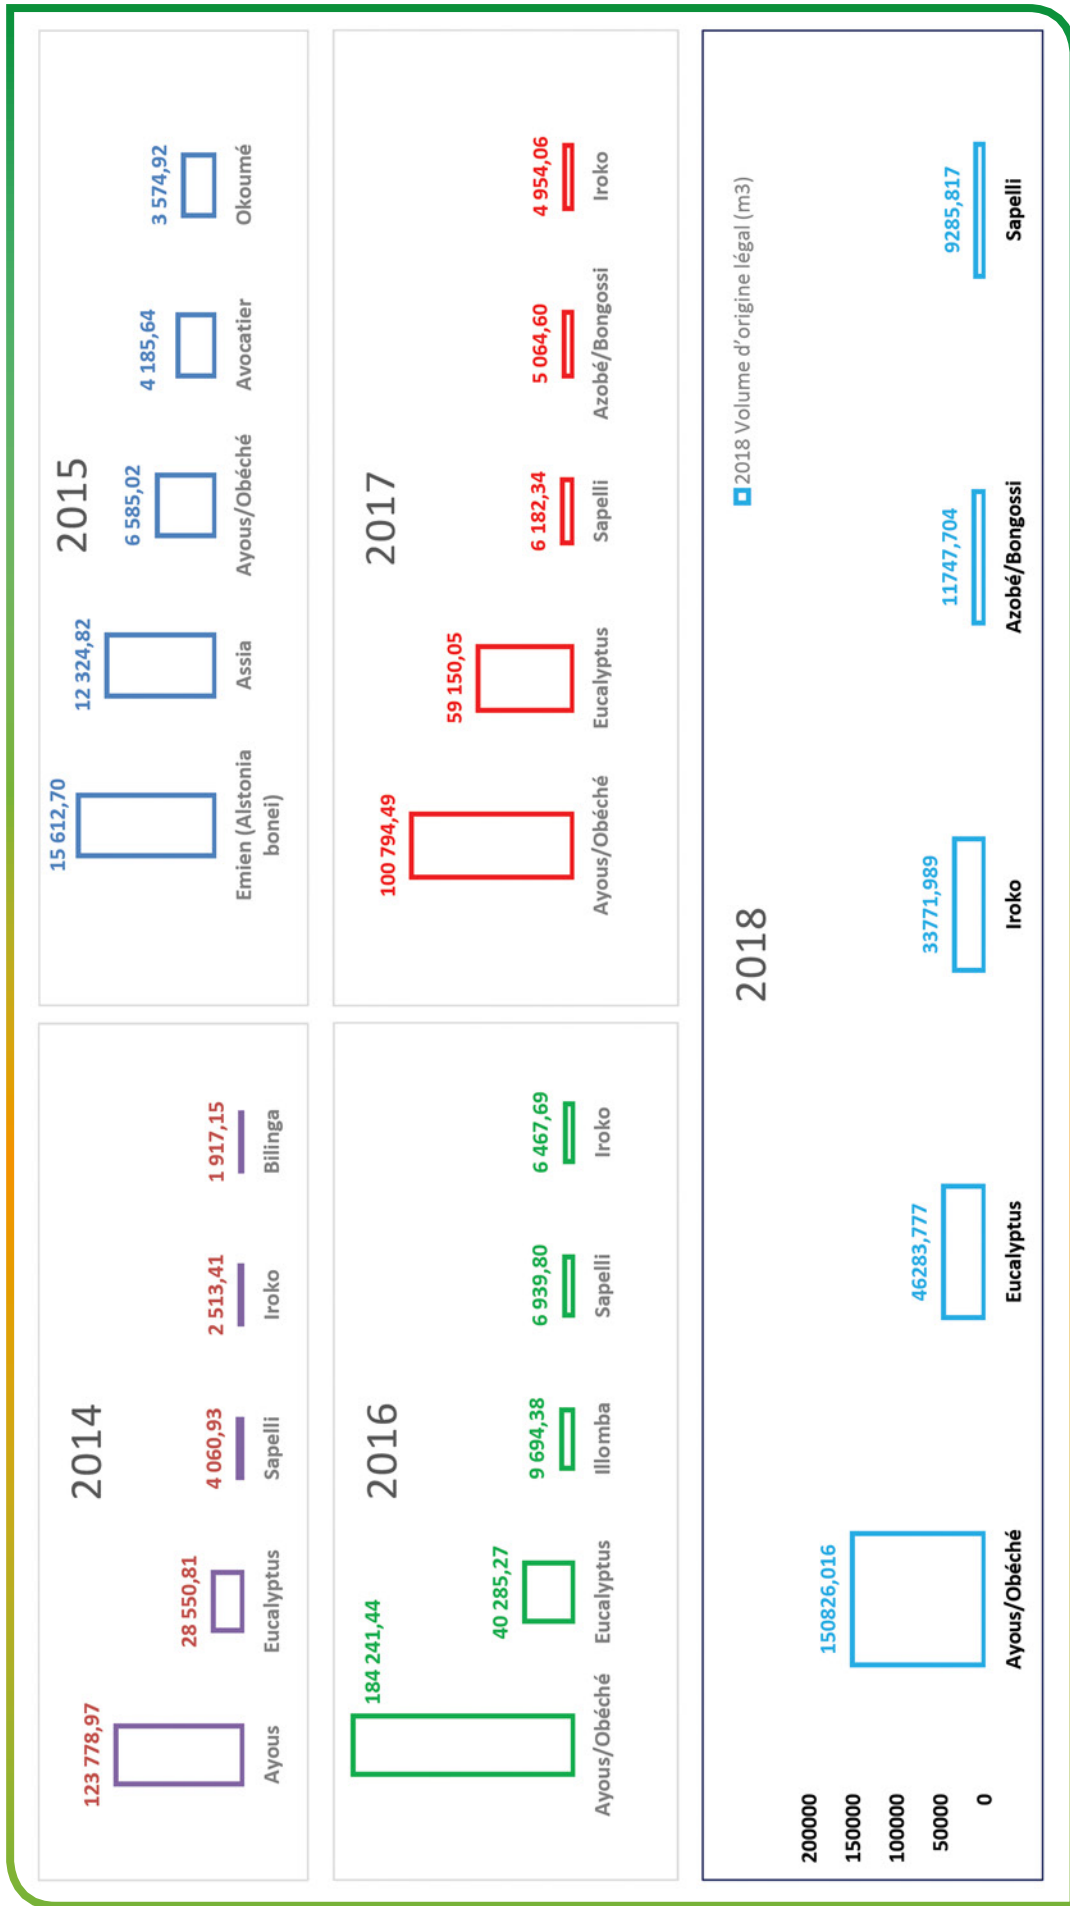 2014
123 778,97
28 550,81
4 060,93
2 513,41
1 917,15
Ayous
Eucalyptus
Sapelli
Iroko
Bilinga
2015
15 612,70
12 324,82
6 585,02
4 185,64
3 574,92
Emien (Alstonia
bonei)
Assia
Ayous/Obéché
Avocatier
Okoumé
2016
184 241,44
40 285,27
9 694,38
6 939,80
6 467,69
Ayous/Obéché
Eucalyptus
Illomba
Sapelli
Iroko
2017
100 794,49
59 150,05
6 182,34
5 064,60
4 954,06
Ayous/Obéché
Eucalyptus
Sapelli
Azobé/Bongossi
Iroko
2018
2018 Volume d'origine légal (m3)
200000
150000
100000
50000
0
150826,016
46283,777
33771,989
11747,704
9285,817
Ayous/Obéché
Eucalyptus
Iroko
Azobé/Bongossi
Sapelli